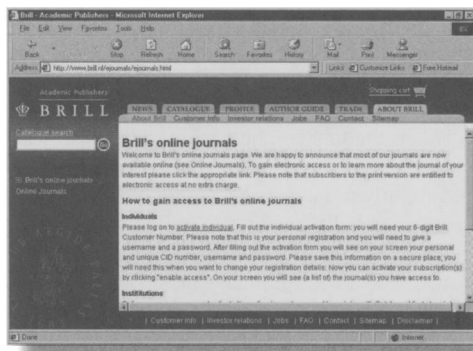 Brill - Academic Publishers - Microsoft Internet Explorer
File Edit View Favorites Tools Help
Back Stop Refresh Home Search Favorites History Mail Print Messenger
Address http://www.brill.nl/epjournals/epjournals.html Links Customize Links Free Hotmail
Academic Publishers
Shopping cart
BRILL
NEWS CATALOGUE PROFILE AUTHOR GUIDE TRAIN ABOUT BRILL
About Brill Customer info Investor relations Jobs FAQ Contact Sitemap
Catalogue search
Go
Brill's online journals
Online Journals
Brill's online journals
Welcome to Brill's online journals page. We are happy to announce that most of our journals are now
available online (see Online Journals). To gain electronic access or to learn more about the journal of your
interest please click the appropriate link. Please note that subscribers to the print version are entitled to
electronic access at no extra charge.
How to gain access to Brill's online journals
Individuals
Please log on to activate individual. Fill out the individual activation form: you will need your 6-digit Brill
Customer Number. Please note that this is your personal registration and you will need to give a
username and a password. After filling out the activation form you will see on your screen your personal
and unique CID number, username and password. Please save this information on a secure place; you
will need this when you want to change your registration details. Now you can activate your subscription(s)
by clicking "enable access". On your screen you will see (a list of) the journal(s) you have access to.
Institutions
| Customer info | Investor relations | Jobs | FAQ | Contact | Sitemap | Disclaimer |
Done Internet